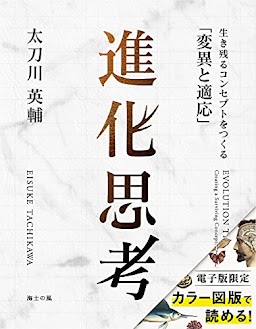 生き残るコンセプトをつくる
「変異と適応」
進化思考
太刀川 英輔
EISUKE TACHIKAWA
EVOLUTION T
Creating a Surviving Concept
海士の風
電子版限定
カラー図版で
読める!